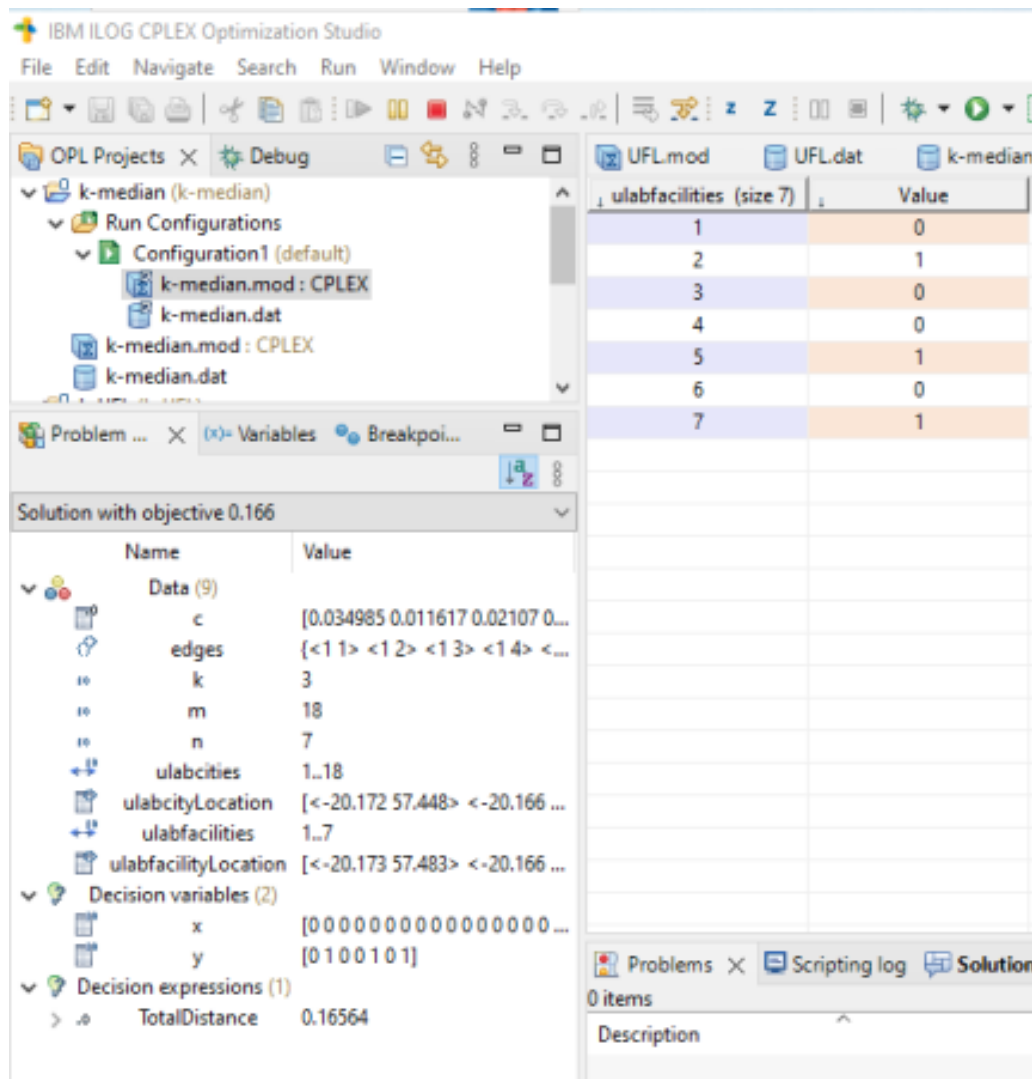 IBM ILOG CPLEX Optimization Studio
File Edit Navigate Search Run Window Help
OPL Projects Debug
k-median (k-median)
Run Configurations
Configuration1 (default)
k-median.mod : CPLEX
k-median.dat
k-median.mod : CPLEX
k-median.dat
Problem ... (x)= Variables Breakpoi...
Solution with objective 0.166
Name Value
Data (9)
c [0.034985 0.011617 0.02107 0...
edges {<1 1> <1 2> <1 3> <1 4> <...
k 3
m 18
n 7
ulabcities 1..18
ulabcityLocation [<-20.172 57.448> <-20.166 ...
ulabfacilities 1..7
ulabfacilityLocation [<-20.173 57.483> <-20.166 ...
Decision variables (2)
x [0 0 0 0 0 0 0 0 0 0 0 0 0 0 0 0 ...
y [0 1 0 0 1 0 1]
Decision expressions (1)
TotalDistance 0.16564
UFL.mod UFL.dat k-median
ulabfacilities (size 7) Value
1 0
2 1
3 0
4 0
5 1
6 0
7 1
Problems Scripting log Solution
0 items
Description